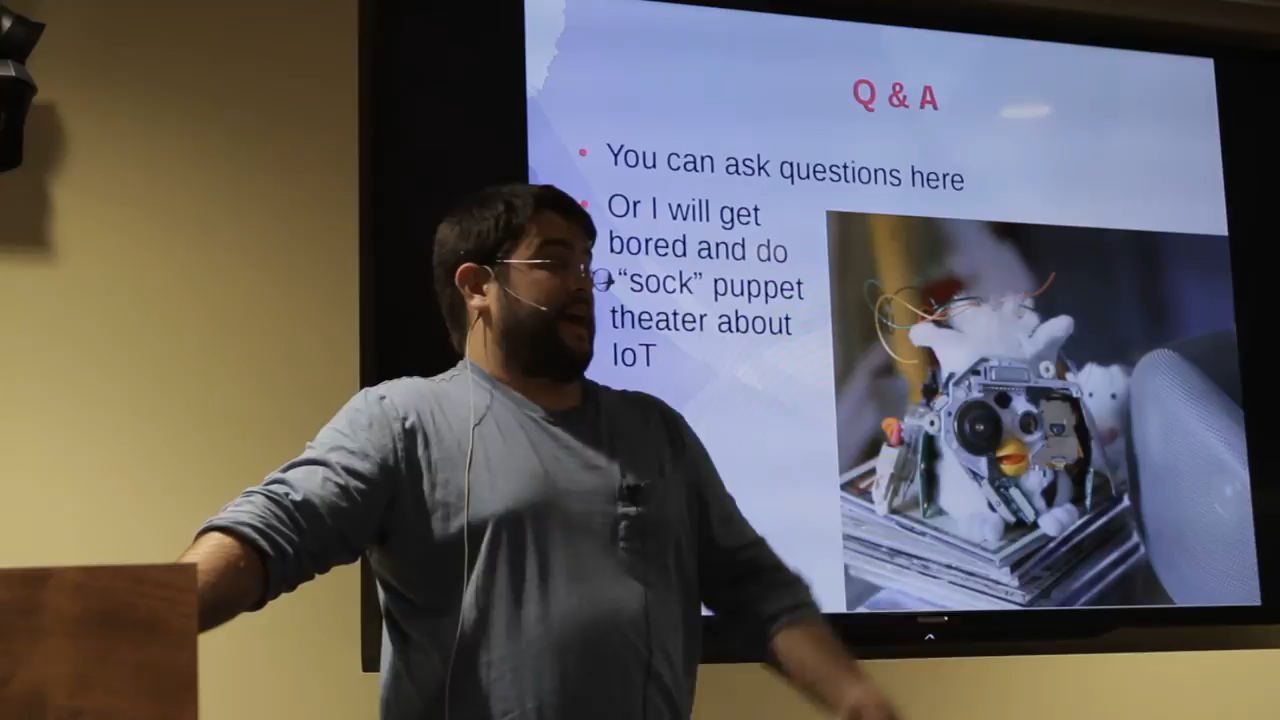 Q & A
• You can ask questions here
• Or I will get
bored and do
“sock” puppet
theater about
IoT